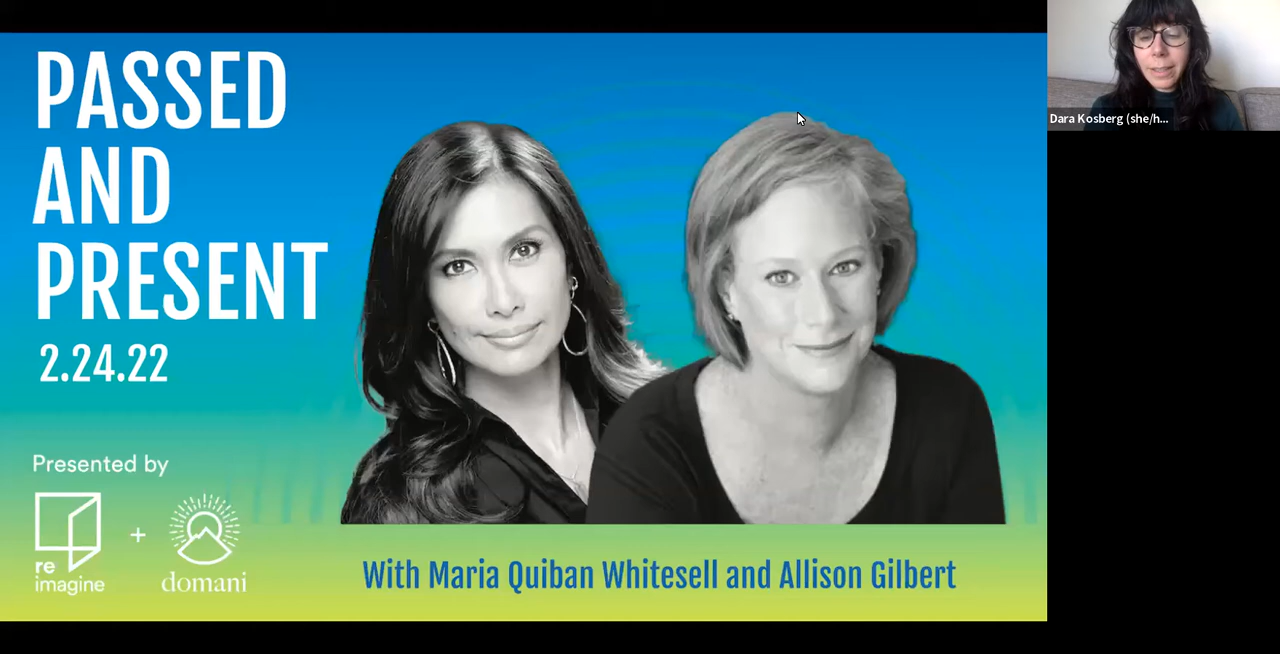 PASSED
AND
PRESENT
2.24.22
Presented by
re
imagine
+
domani
With Maria Quiban Whitesell and Allison Gilbert
Dara Kosberg (she/h...